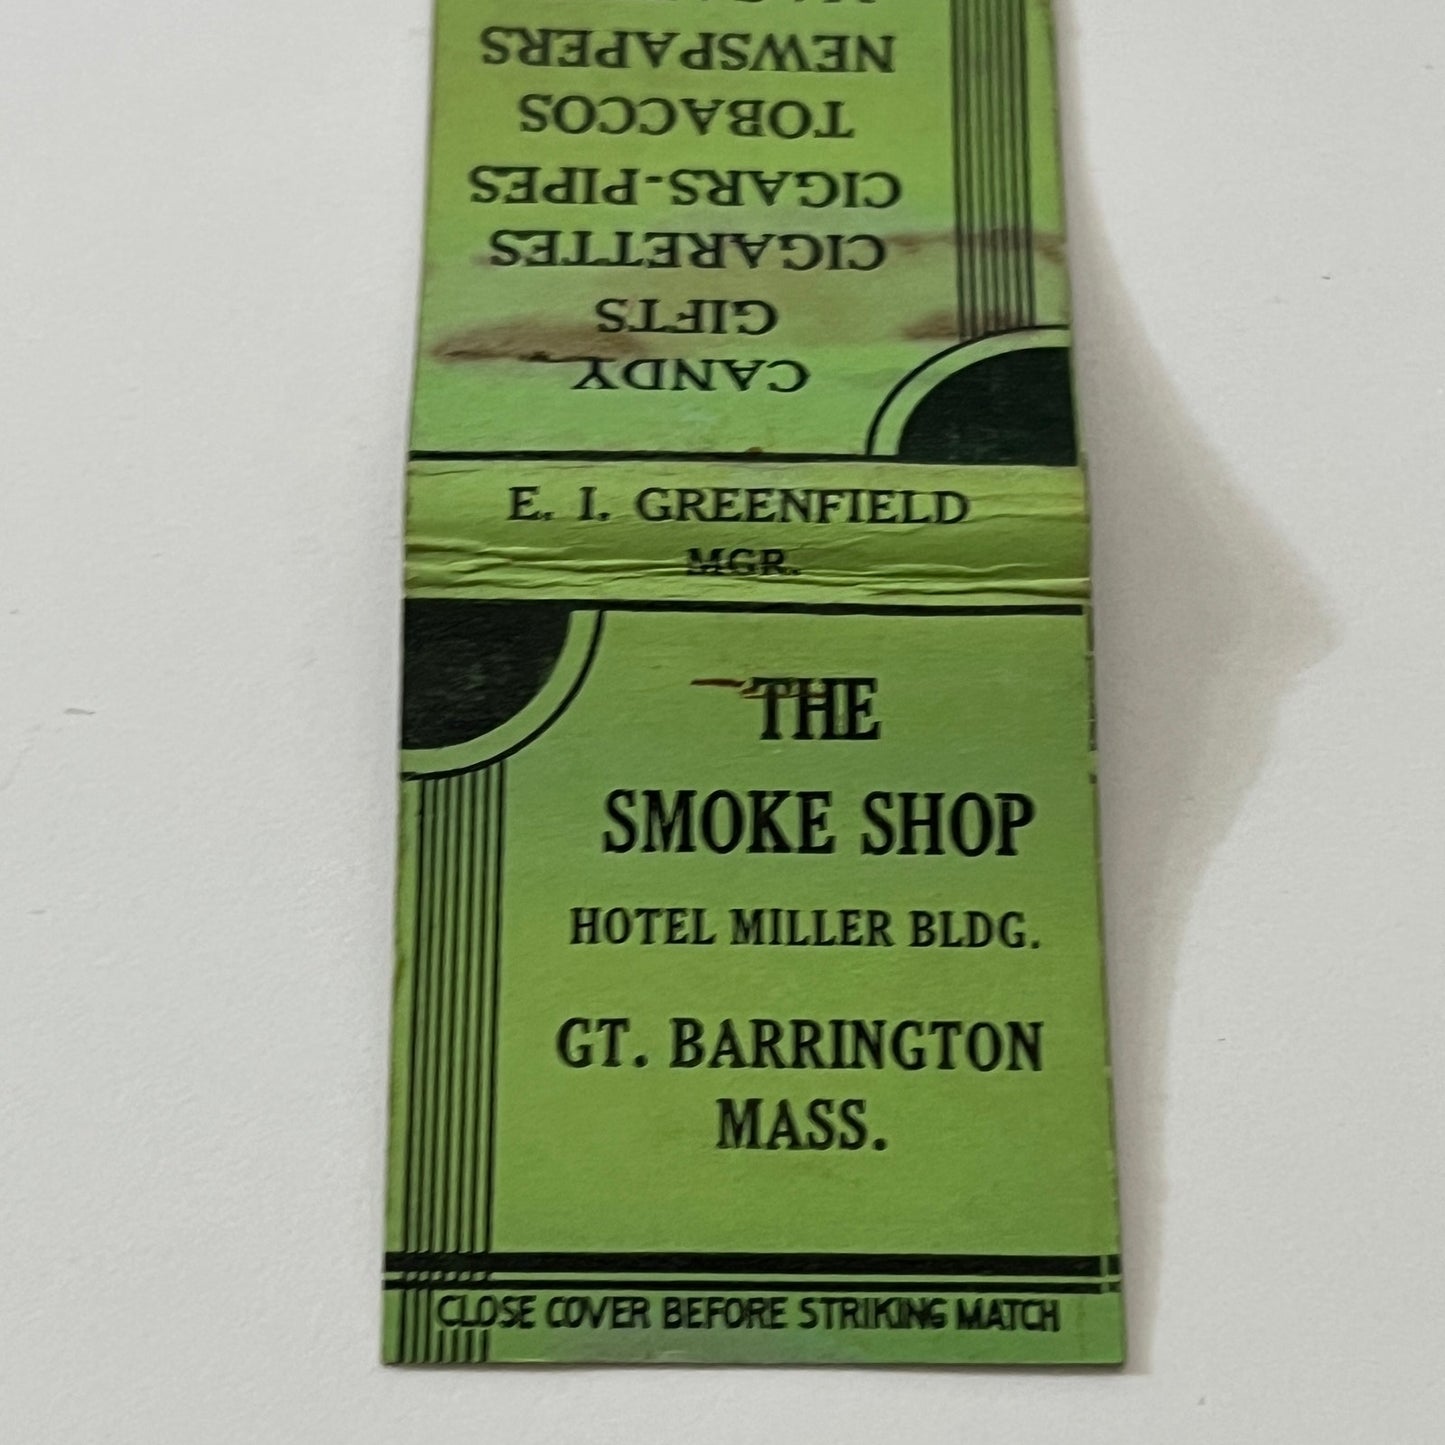 NEWSPAPERS
TOBACCOS
CIGARS-PIPES
CIGARETTES
GIFTS
CANDY
E. I. GREENFIELD
MGR.
THE
SMOKE SHOP
HOTEL MILLER BLDG.
GT. BARRINGTON
MASS.
CLOSE COVER BEFORE STRIKING MATCH